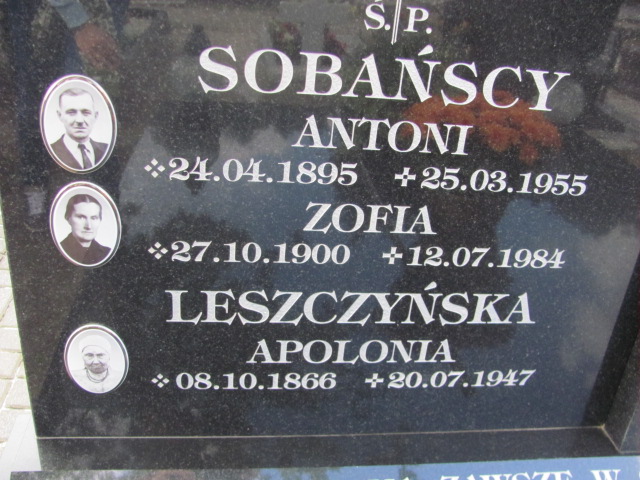 Ś.P.
SOBAŃSCY
ANTONI
24.04.1895 25.03.1955
ZOFIA
27.10.1900 12.07.1984
LESZCZYŃSKA
APOLONIA
08.10.1866 20.07.1947
ZAWSZE W